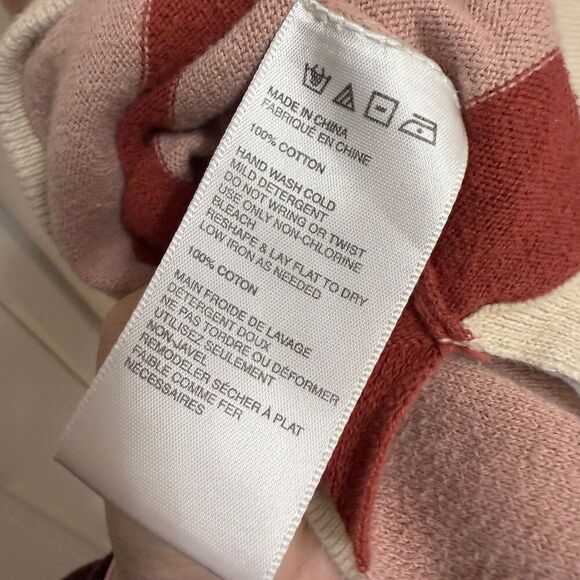 MADE IN CHINA
FABRIQUÉ EN CHINE
100% COTTON
HAND WASH COLD
MILD DETERGENT
DO NOT WRING OR TWIST
USE ONLY NON-CHLORINE
BLEACH
RESHAPE & LAY FLAT TO DRY
LOW IRON AS NEEDED
100% COTON
MAIN FROIDE DE LAVAGE
DETERGENT DOUX
NE PAS TORDRE OU DÉFORMER
UTILISEZ SEULEMENT
NON-JAVEL
REMODELER SÉCHER À PLAT
FAIBLE COMME FER
NÉCESSAIRES